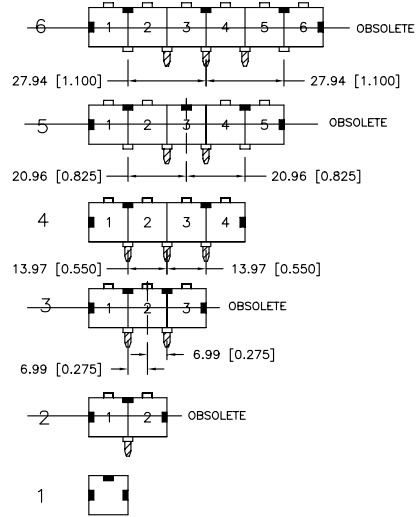 6 1 2 3 4 5 6 OBSOLETE
27.94 [1.100] 27.94 [1.100]
5 1 2 3 4 5 OBSOLETE
20.96 [0.825] 20.96 [0.825]
4 1 2 3 4
13.97 [0.550] 13.97 [0.550]
3 1 2 3 OBSOLETE
6.99 [0.275]
6.99 [0.275]
2 1 2 OBSOLETE
1